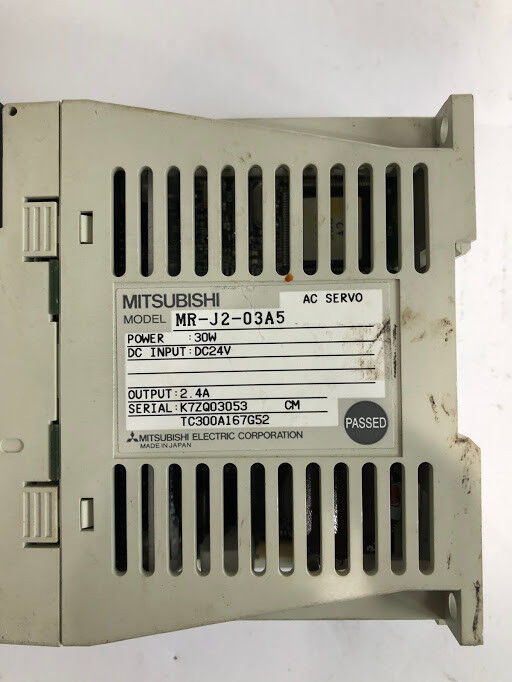 MITSUBISHI
AC SERVO
MODEL MR-J2-03A5
POWER :30W
DC INPUT:DC24V
OUTPUT:2.4A
SERIAL:K7ZQ03053 CM
TC300A167G52
PASSED
MITSUBISHI ELECTRIC CORPORATION
MADE IN JAPAN